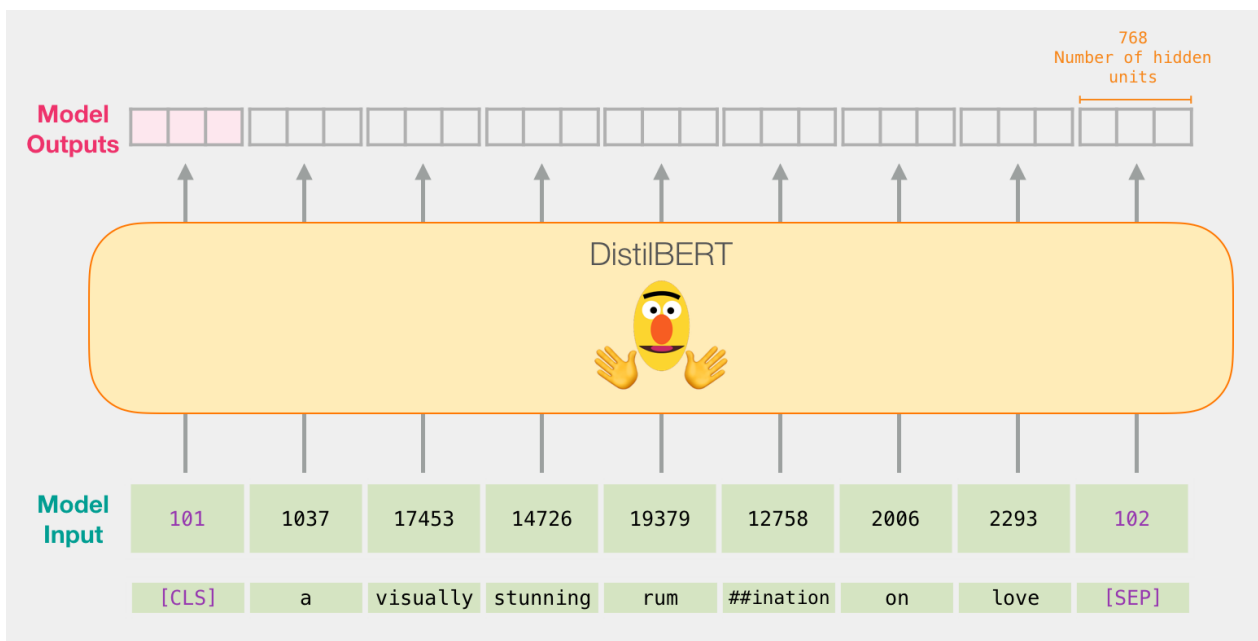 768
Number of hidden
units
Model
Outputs
DistilBERT
Model
Input
101 1037 17453 14726 19379 12758 2006 2293 102
[CLS] a visually stunning rum ##ination on love [SEP]